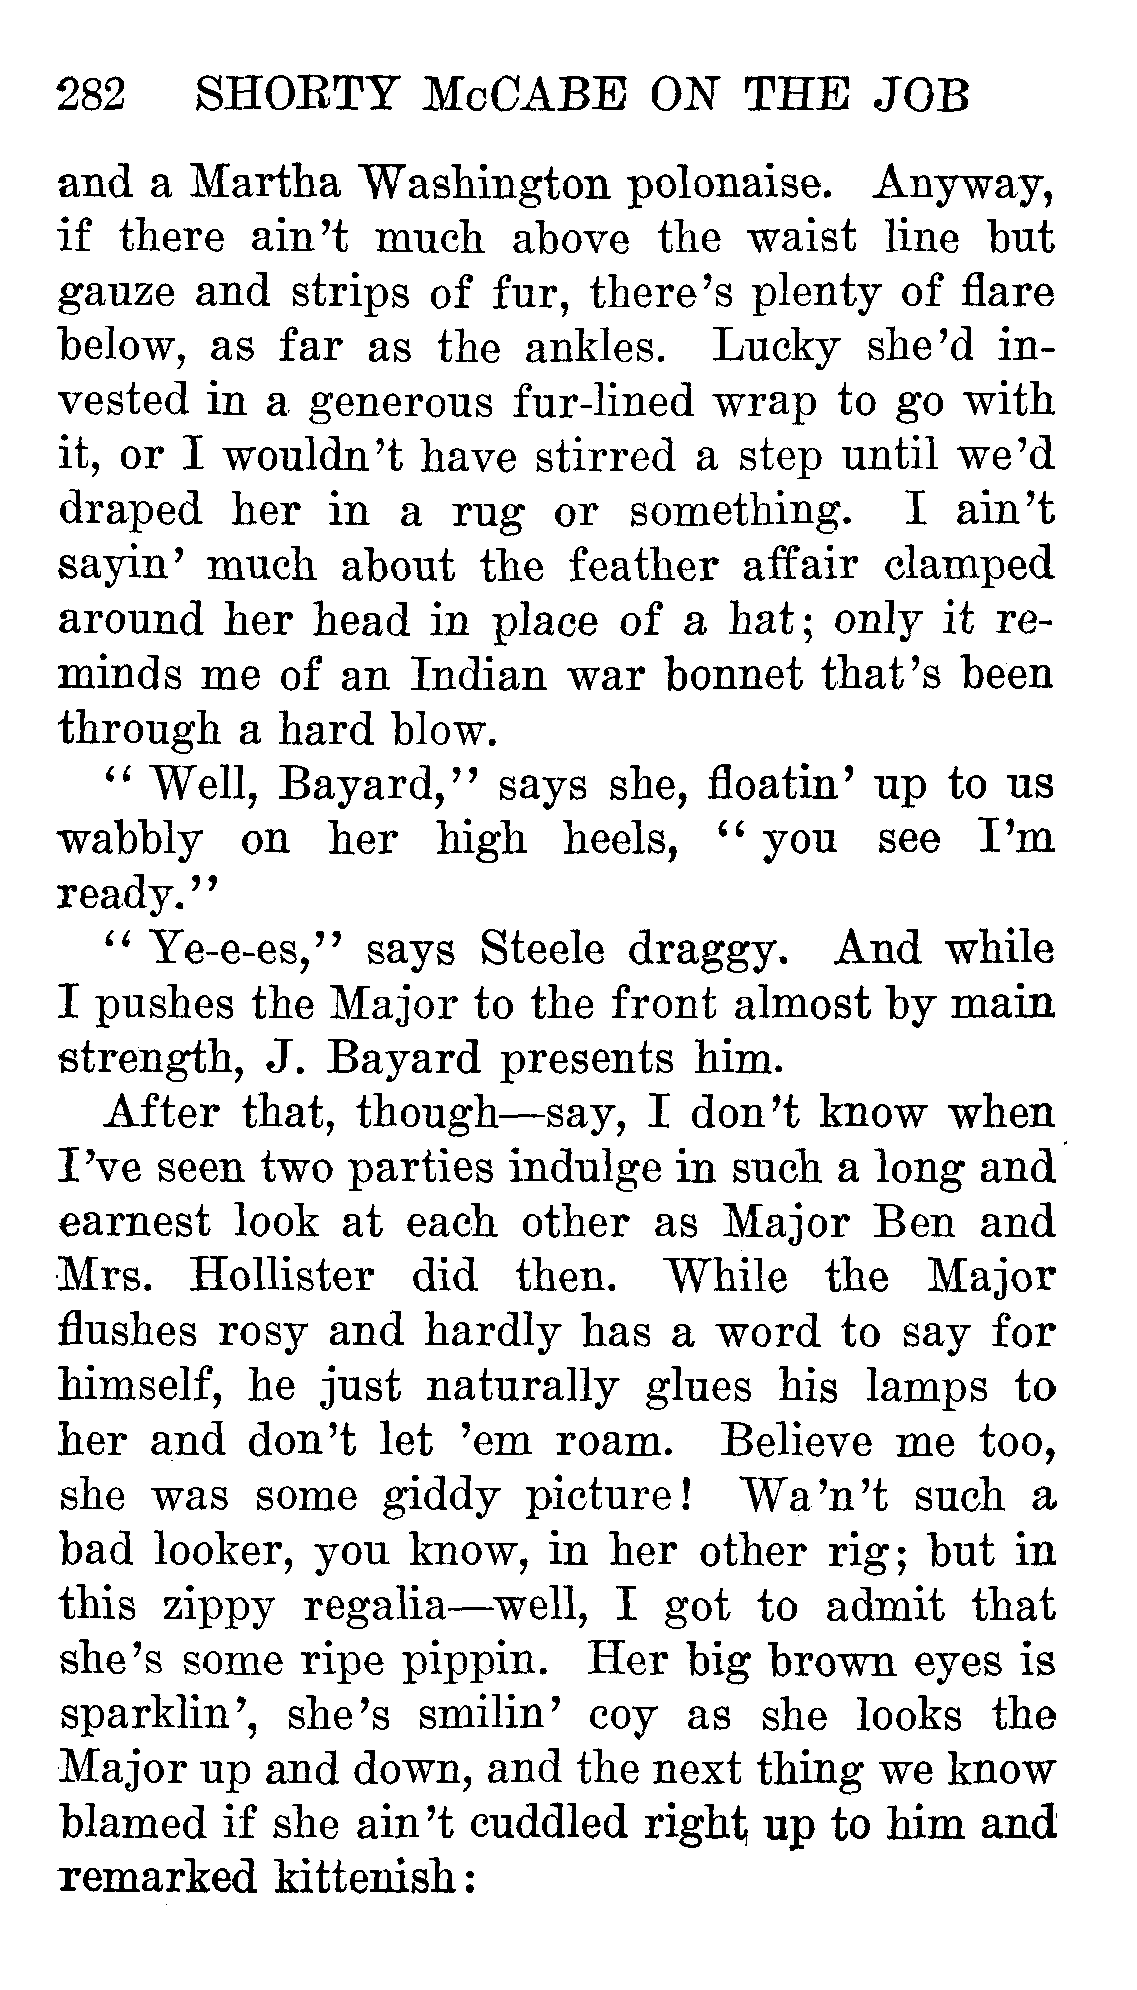 282 SHORTY McCABE ON THE JOB
and a Martha Washington polonaise. Anyway,
if there ain't much above the waist line but
gauze and strips of fur, there's plenty of flare
below, as far as the ankles. Lucky she'd in-
vested in a generous fur-lined wrap to go with
it, or I wouldn't have stirred a step until we'd
draped her in a rug or something. I ain't
sayin' much about the feather affair clamped
around her head in place of a hat; only it re-
minds me of an Indian war bonnet that's been
through a hard blow.
“ Well, Bayard,” says she, floatin' up to us
wabbly on her high heels, “ you see I'm
ready.”
“ Ye-e-es,” says Steele draggy. And while
I pushes the Major to the front almost by main
strength, J. Bayard presents him.
After that, though—say, I don't know when
I've seen two parties indulge in such a long and
earnest look at each other as Major Ben and
Mrs. Hollister did then. While the Major
flushes rosy and hardly has a word to say for
himself, he just naturally glues his lamps to
her and don't let 'em roam. Believe me too,
she was some giddy picture! Wa'n't such a
bad looker, you know, in her other rig; but in
this zippy regalia—well, I got to admit that
she's some ripe pippin. Her big brown eyes is
sparklin', she's smilin' coy as she looks the
Major up and down, and the next thing we know
blamed if she ain't cuddled right up to him and
remarked kittenish: